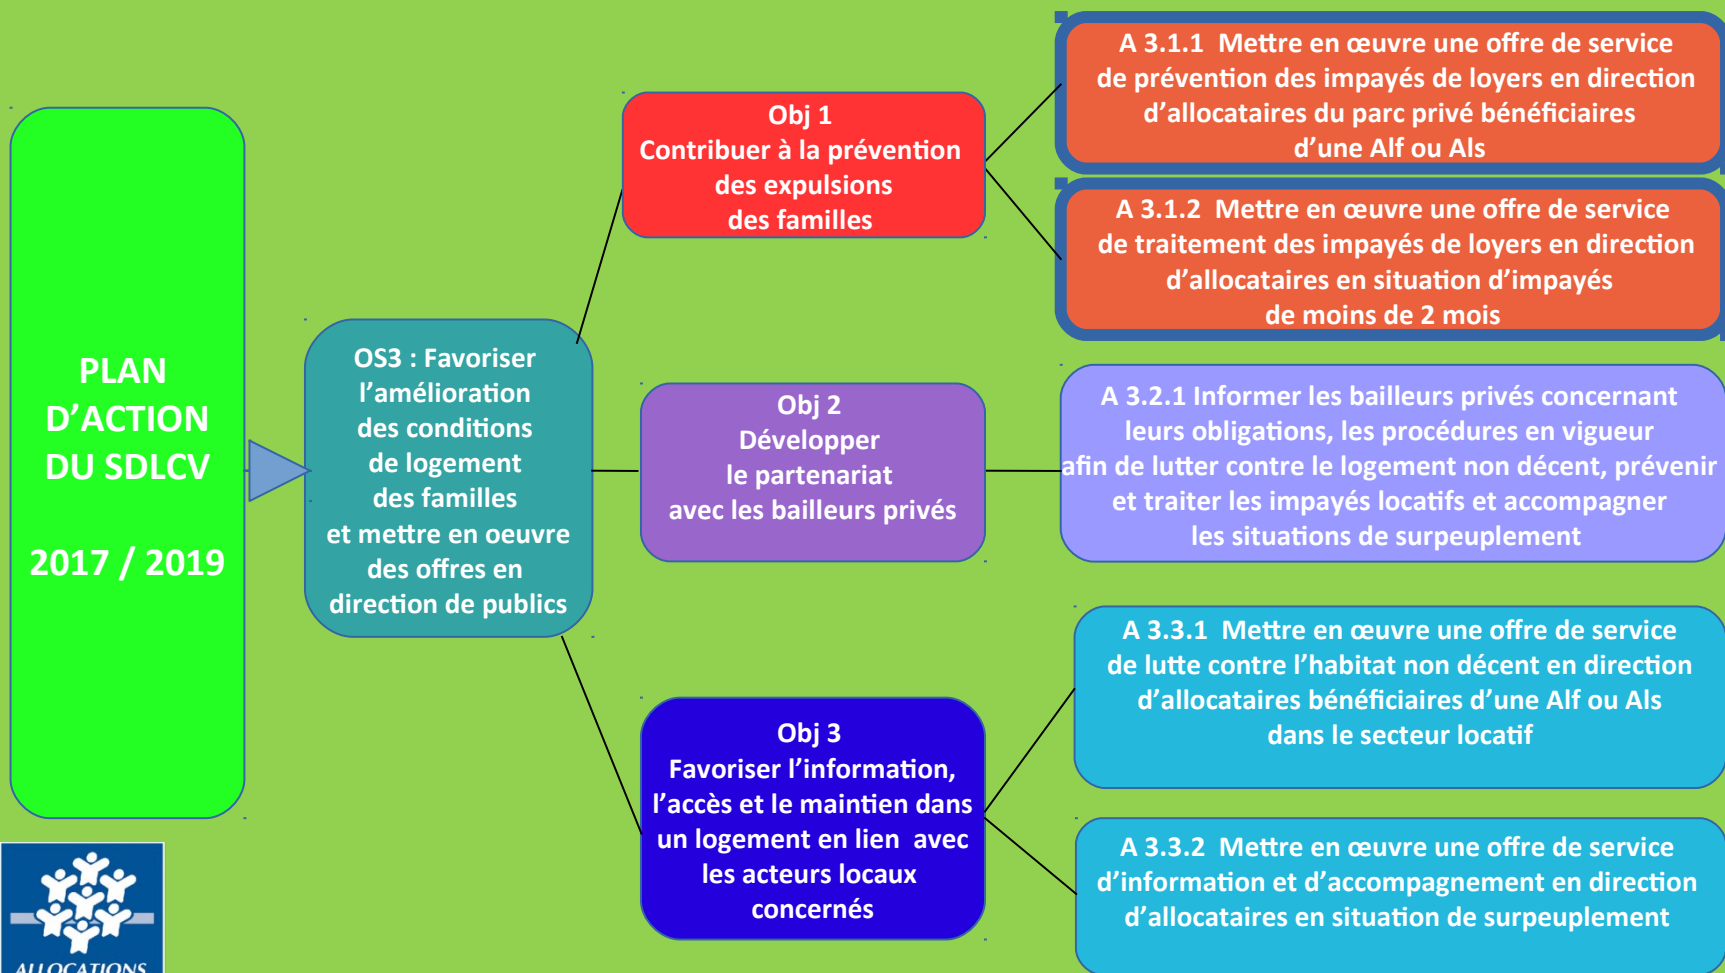 PLAN
D’ACTION
DU SDLCV
2017 / 2019
OS3 : Favoriser
l’amélioration
des conditions
de logement
des familles
et mettre en oeuvre
des offres en
direction de publics
Obj 1
Contribuer à la prévention
des expulsions
des familles
A 3.1.1 Mettre en œuvre une offre de service
de prévention des impayés de loyers en direction
d’allocataires du parc privé bénéficiaires
d’une Alf ou Als
A 3.1.2 Mettre en œuvre une offre de service
de traitement des impayés de loyers en direction
d’allocataires en situation d’impayés
de moins de 2 mois
Obj 2
Développer
le partenariat
avec les bailleurs privés
A 3.2.1 Informer les bailleurs privés concernant
leurs obligations, les procédures en vigueur
afin de lutter contre le logement non décent, prévenir
et traiter les impayés locatifs et accompagner
les situations de surpeuplement
Obj 3
Favoriser l’information,
l’accès et le maintien dans
un logement en lien avec
les acteurs locaux
concernés
A 3.3.1 Mettre en œuvre une offre de service
de lutte contre l’habitat non décent en direction
d’allocataires bénéficiaires d’une Alf ou Als
dans le secteur locatif
A 3.3.2 Mettre en œuvre une offre de service
d’information et d’accompagnement en direction
d’allocataires en situation de surpeuplement
ALLOCATIONS